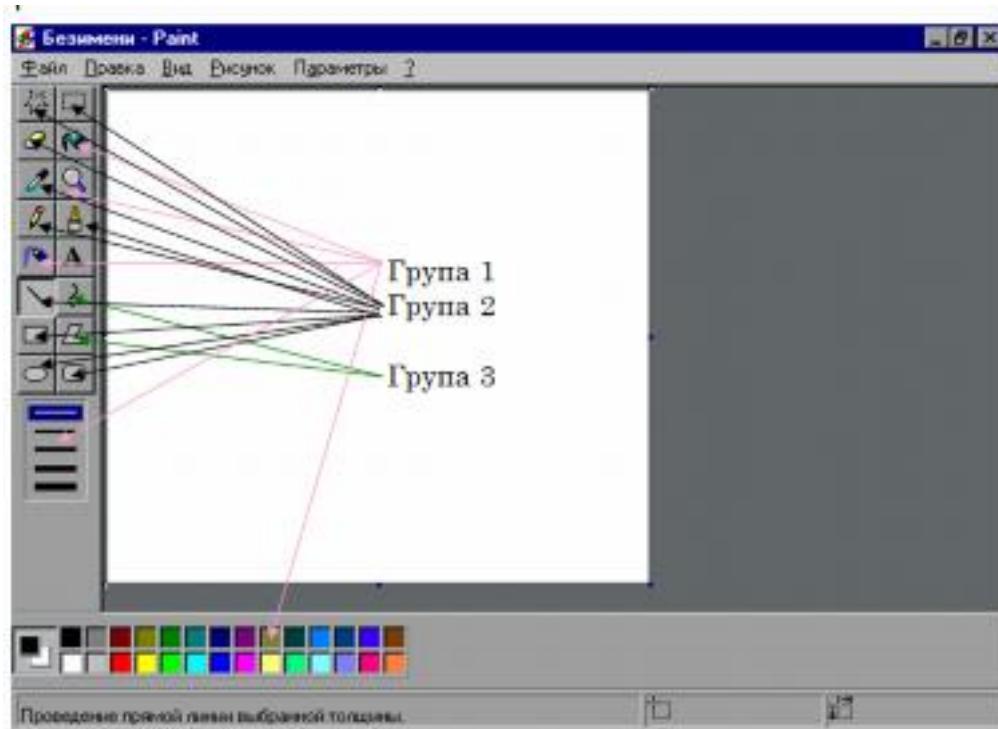 Безимени - Paint
Файл Правка Вид Рисунок Параметры ?
A
Група 1
Група 2
Група 3
Проведение прямой линии выбранной толщины.